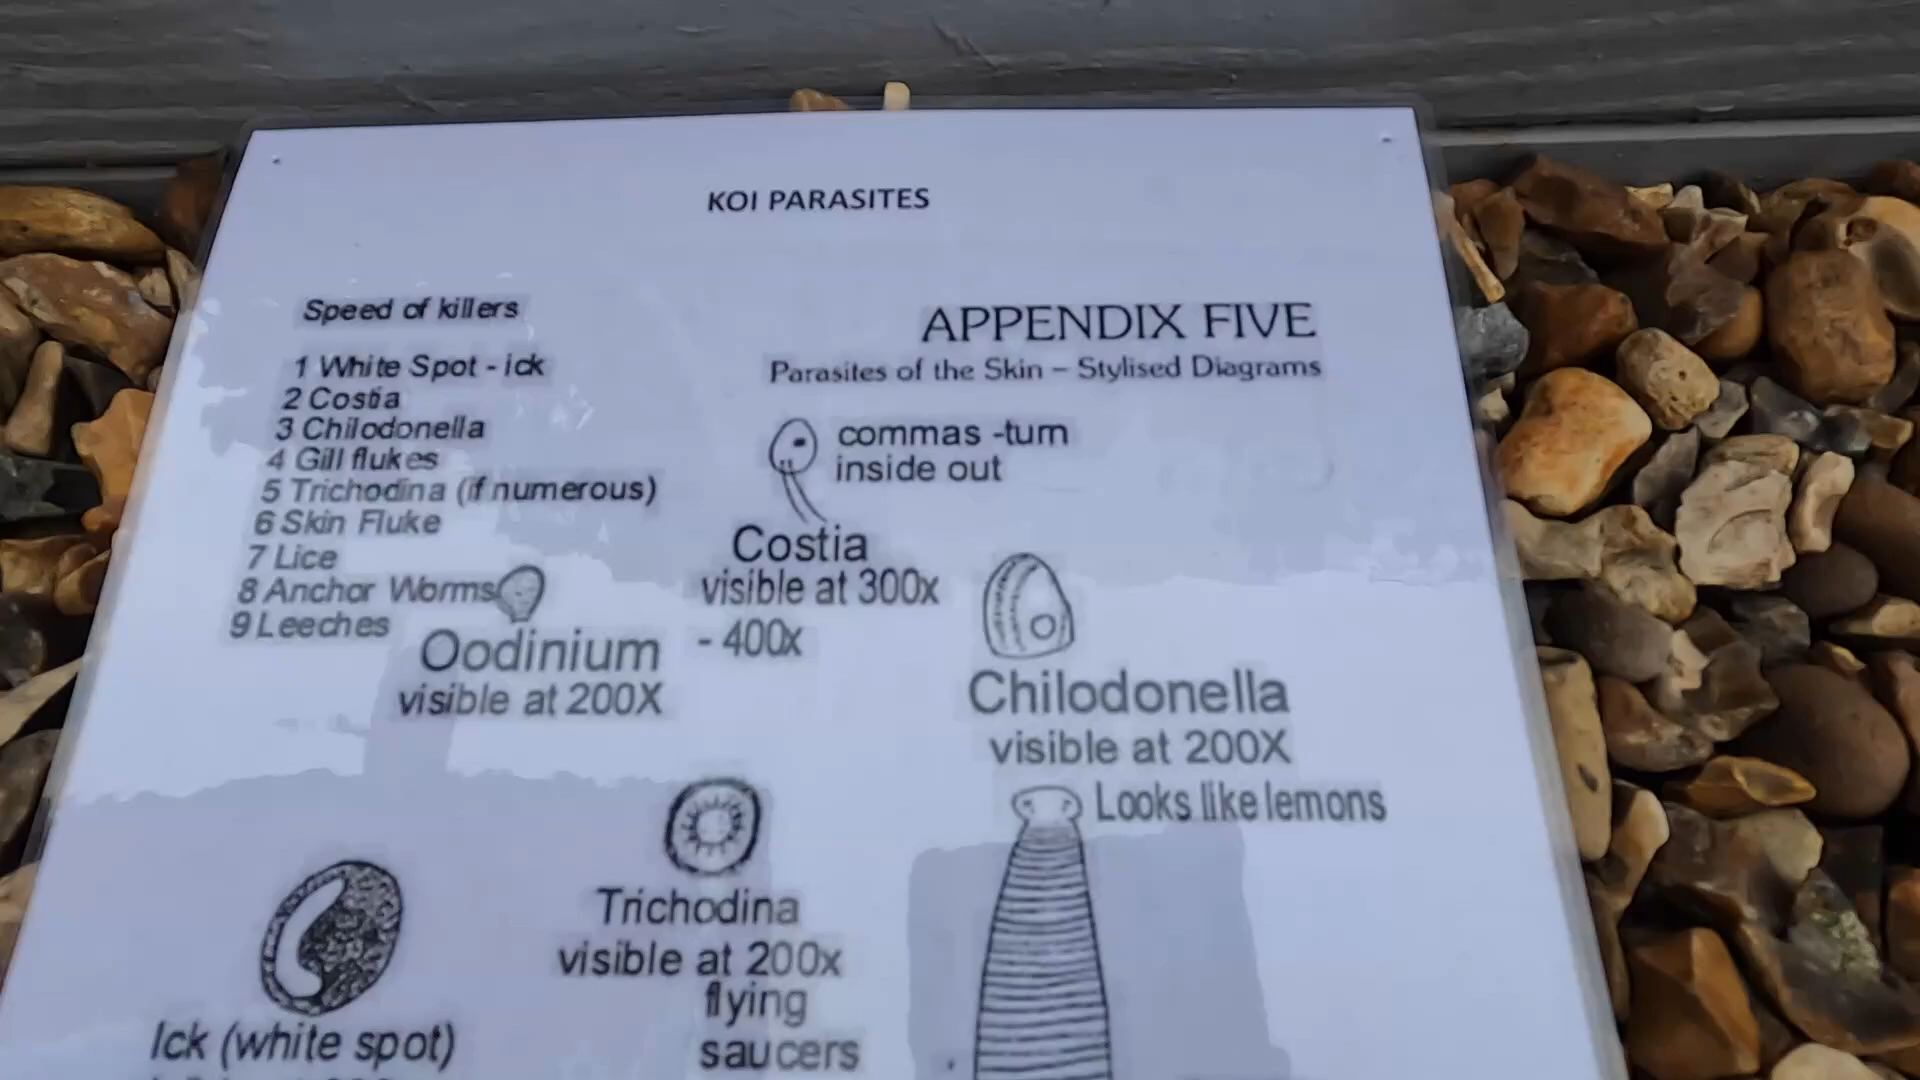 KOI PARASITES
Speed of killers
1 White Spot - ick
2 Costia
3 Chilodonella
4 Gill flukes
5 Trichodina (if numerous)
6 Skin Fluke
7 Lice
8 Anchor Worms
9 Leeches
APPENDIX FIVE
Parasites of the Skin – Stylised Diagrams
commas -turn
inside out
Costia
visible at 300x
- 400x
Oodinium
visible at 200X
Chilodonella
visible at 200X
Looks like lemons
Trichodina
visible at 200x
flying
saucers
Ick (white spot)